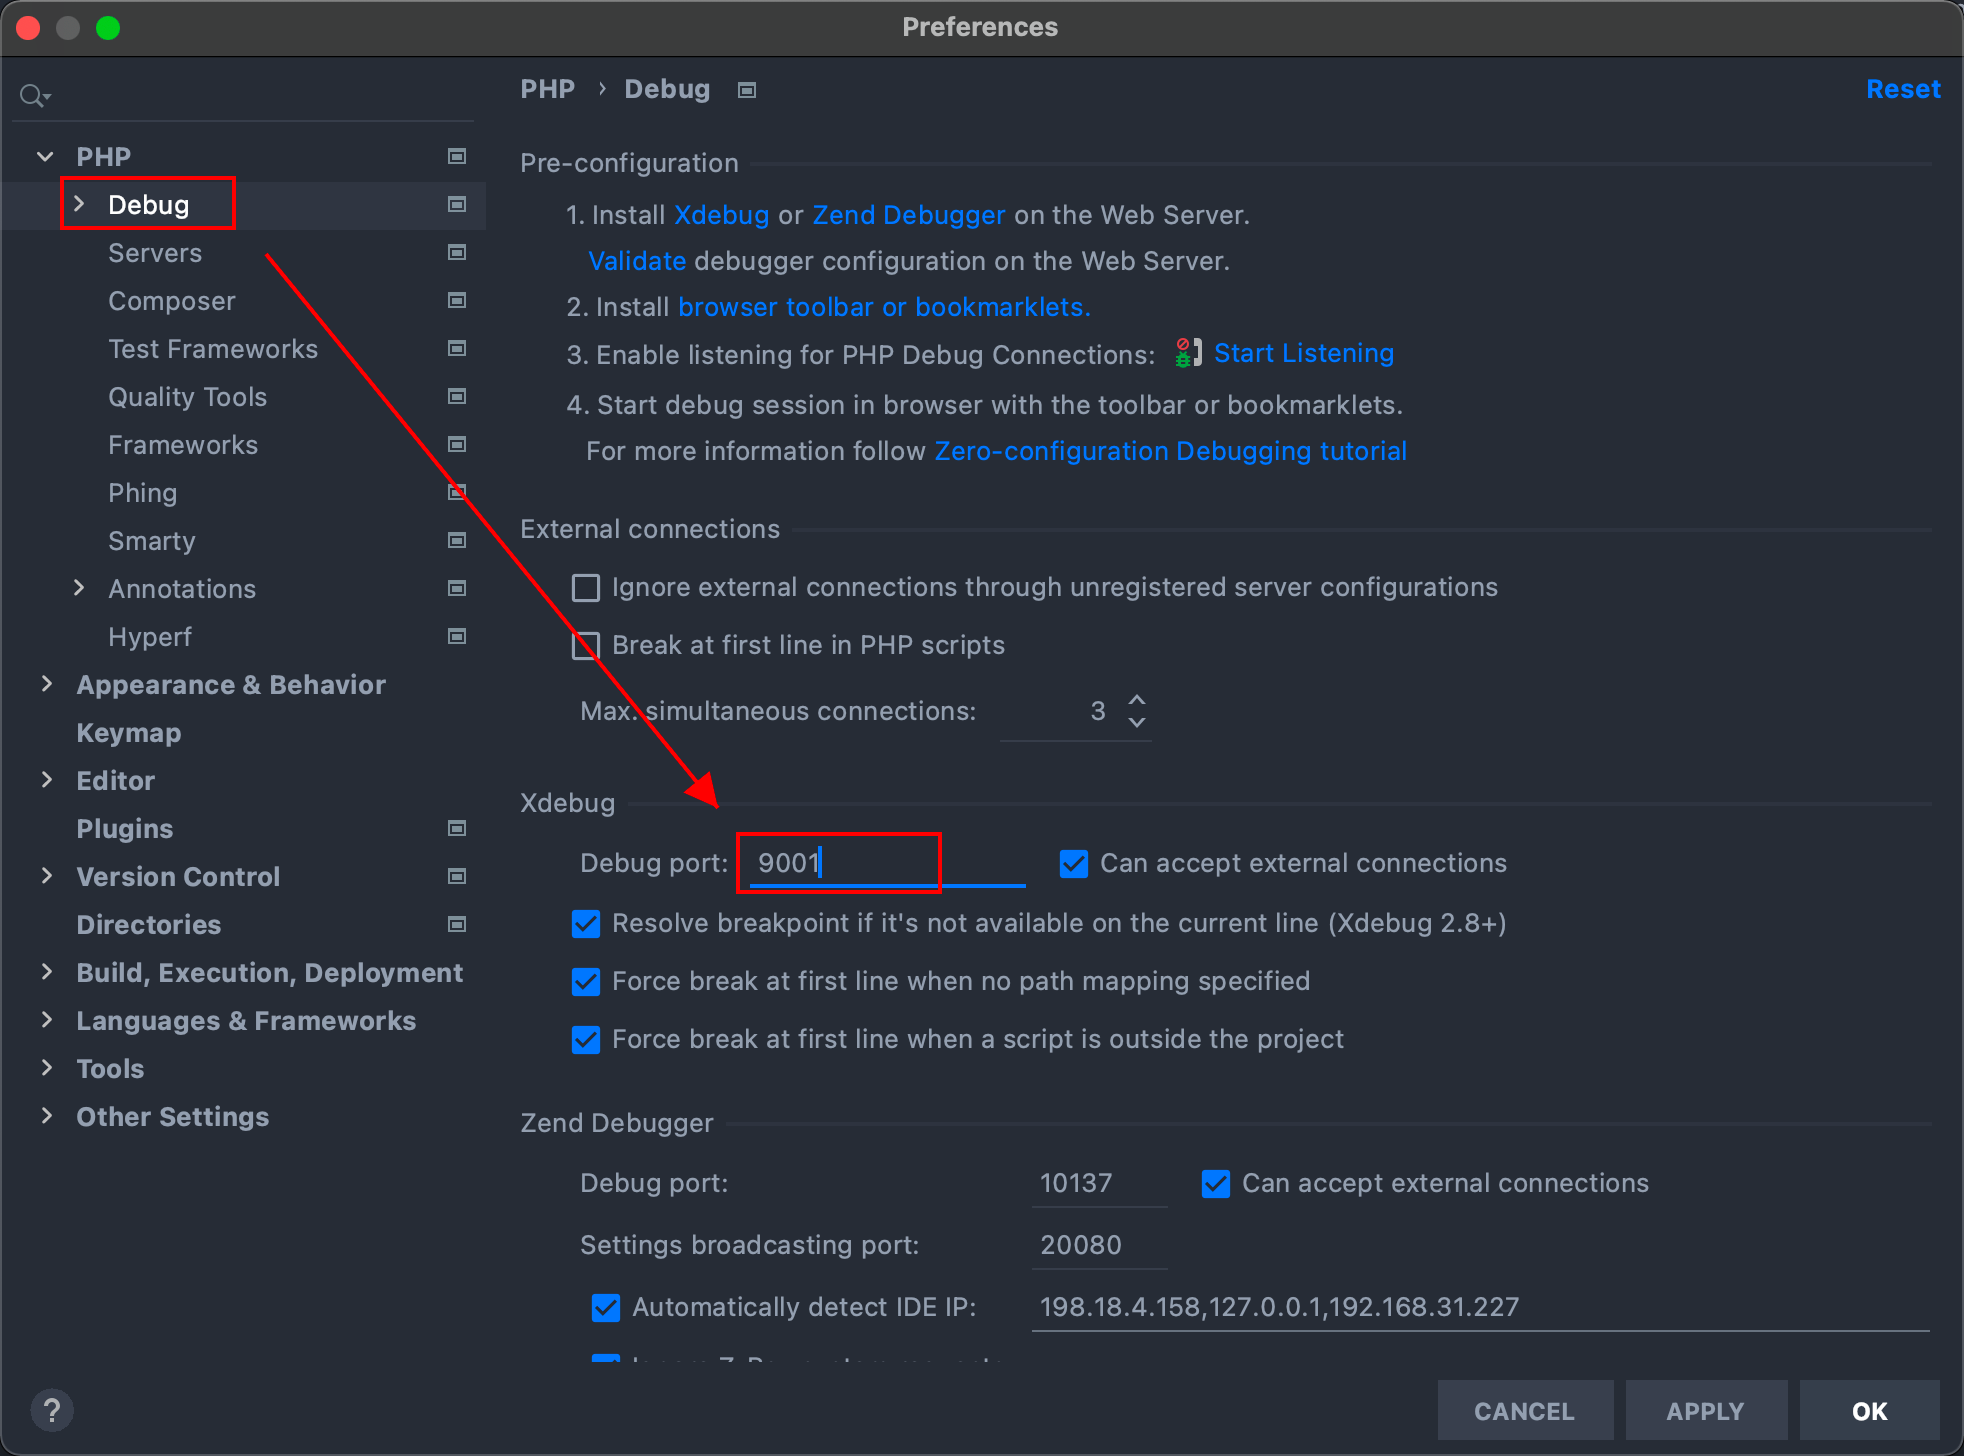 Preferences
PHP
Debug
Servers
Composer
Test Frameworks
Quality Tools
Frameworks
Phing
Smarty
Annotations
Hyperf
Appearance & Behavior
Keymap
Editor
Plugins
Version Control
Directories
Build, Execution, Deployment
Languages & Frameworks
Tools
Other Settings
PHP › Debug
Reset
Pre-configuration
1. Install Xdebug or Zend Debugger on the Web Server.
Validate debugger configuration on the Web Server.
2. Install browser toolbar or bookmarklets.
3. Enable listening for PHP Debug Connections: Start Listening
4. Start debug session in browser with the toolbar or bookmarklets.
For more information follow Zero-configuration Debugging tutorial
External connections
Ignore external connections through unregistered server configurations
Break at first line in PHP scripts
Max. simultaneous connections: 3
Xdebug
Debug port: 9001 Can accept external connections
Resolve breakpoint if it's not available on the current line (Xdebug 2.8+)
Force break at first line when no path mapping specified
Force break at first line when a script is outside the project
Zend Debugger
Debug port: 10137 Can accept external connections
Settings broadcasting port: 20080
Automatically detect IDE IP: 198.18.4.158,127.0.0.1,192.168.31.227
?
CANCEL
APPLY
OK